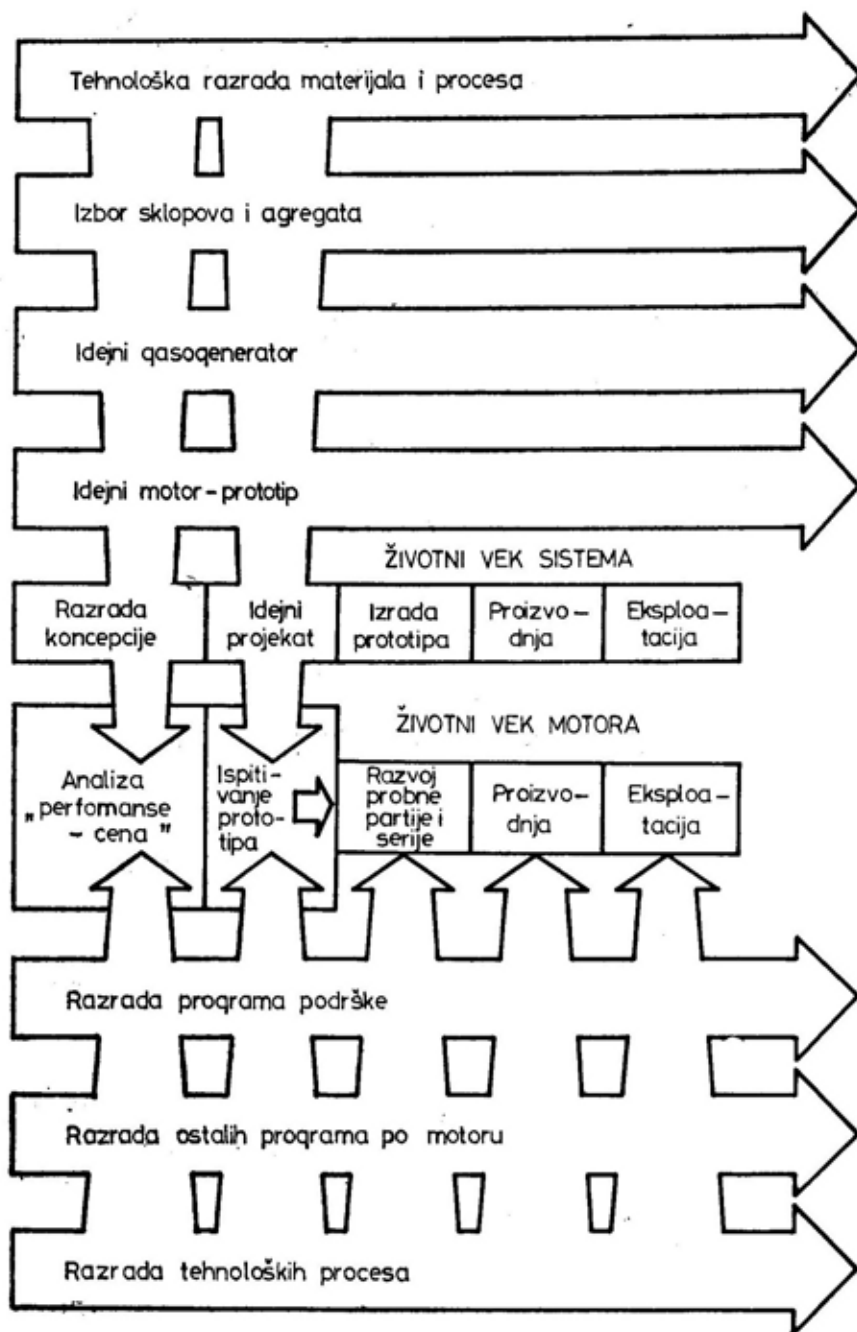 Tehnološka razrada materijala i procesa
Izbor sklopova i agregata
Idejni gasogenerator
Idejni motor-prototip
ŽIVOTNI VEK SISTEMA
Razrada
koncepcije
Idejni
projekat
Izrada
prototipa
Proizvo-
dnja
Eksploa-
tacija
ŽIVOTNI VEK MOTORA
Analiza
„perfomanse
- cena"
Ispiti-
vanje
proto-
tipa
Razvoj
probne
partije i
serije
Proizvo-
dnja
Eksploa-
tacija
Razrada programa podrške
Razrada ostalih programa po motoru
Razrada tehnoloških procesa